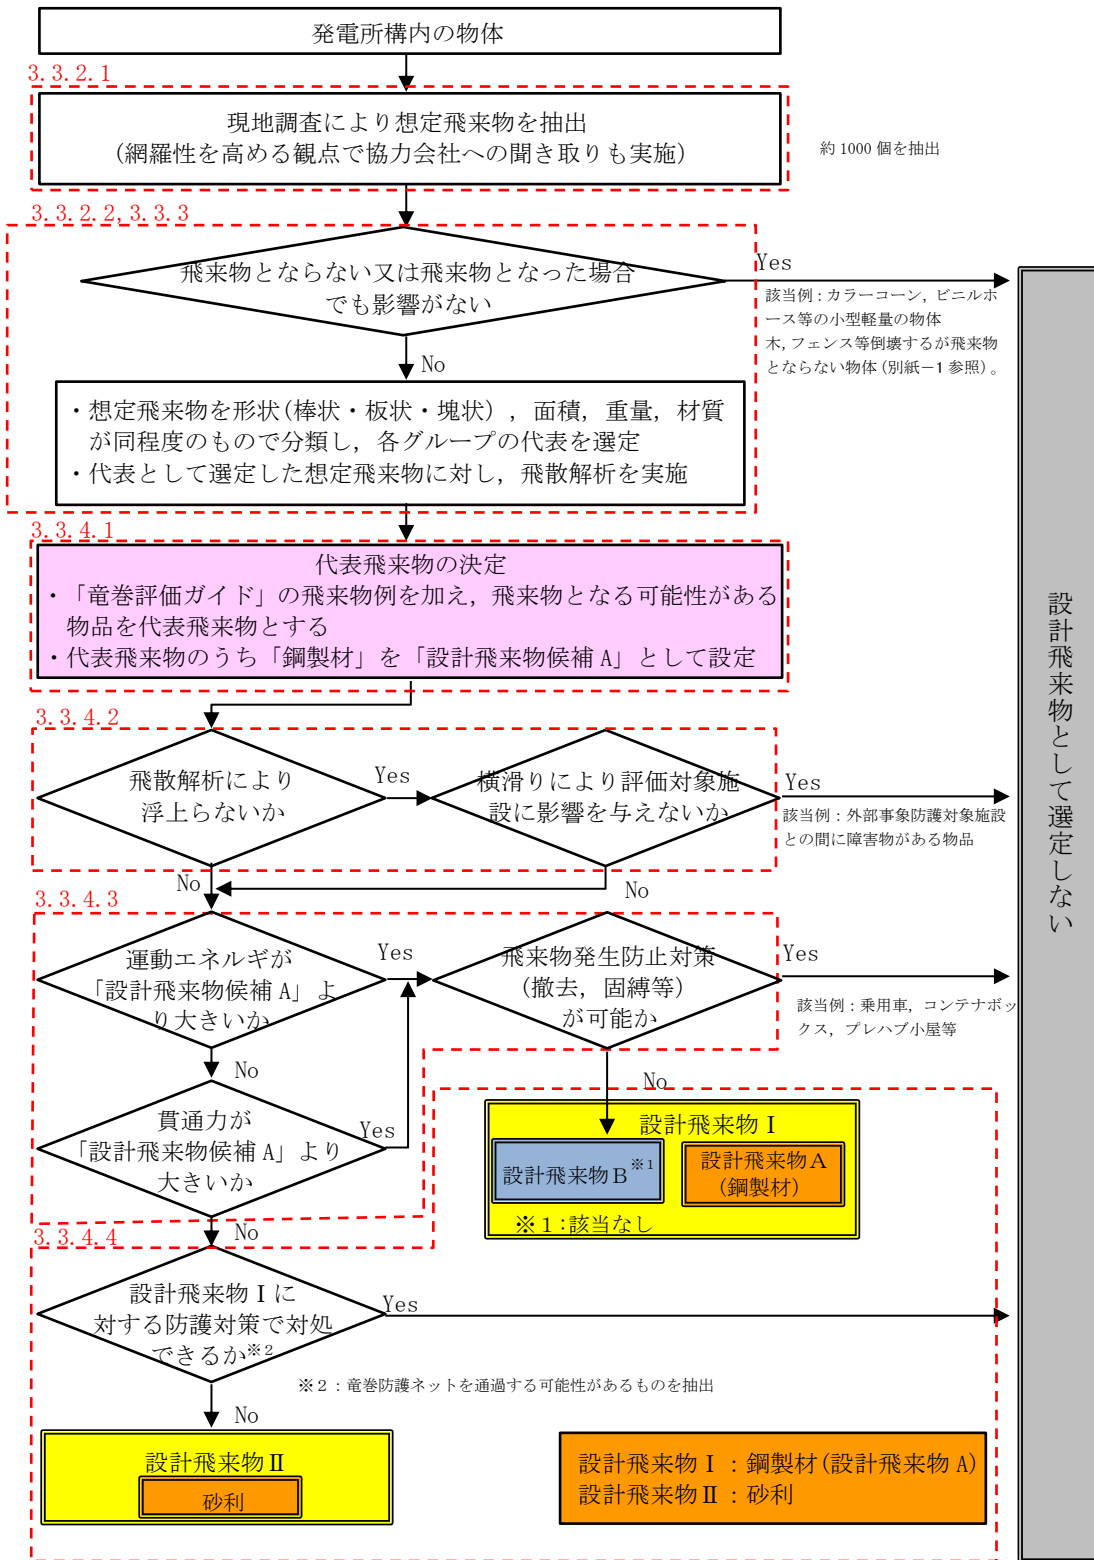 発電所構内の物体
3.3.2.1
現地調査により想定飛来物を抽出
(網羅性を高める観点で協力会社への聞き取りも実施)
約1000個を抽出
3.3.2.2,3.3.3
飛来物とならない又は飛来物となった場合
でも影響がない
Yes
該当例：カラーコーン，ビニルホ
ース等の小型軽量の物体
木，フェンス等倒壊するが飛来物
とならない物体(別紙－1参照)。
No
・想定飛来物を形状(棒状・板状・塊状)，面積，重量，材質
が同程度のもので分類し，各グループの代表を選定
・代表として選定した想定飛来物に対し，飛散解析を実施
3.3.4.1
代表飛来物の決定
・「竜巻評価ガイド」の飛来物例を加え，飛来物となる可能性がある
物品を代表飛来物とする
・代表飛来物のうち「鋼製材」を「設計飛来物候補A」として設定
3.3.4.2
飛散解析により
浮上らないか
Yes
横滑りにより評価対象施
設に影響を与えないか
Yes
該当例：外部事象防護対象施設
との間に障害物がある物品
No
No
3.3.4.3
運動エネルギが
「設計飛来物候補A」よ
り大きいか
Yes
飛来物発生防止対策
(撤去，固縛等)
が可能か
Yes
該当例：乗用車，コンテナボッ
クス，プレハブ小屋等
No
No
貫通力が
「設計飛来物候補A」より
大きいか
Yes
設計飛来物Ⅰ
設計飛来物B※1
設計飛来物A
(鋼製材)
※1：該当なし
No
3.3.4.4
設計飛来物Ⅰに
対する防護対策で対処
できるか※2
Yes
※2：竜巻防護ネットを通過する可能性があるものを抽出
No
設計飛来物Ⅱ
砂利
設計飛来物Ⅰ：鋼製材(設計飛来物A)
設計飛来物Ⅱ：砂利
設計飛来物として選定しない